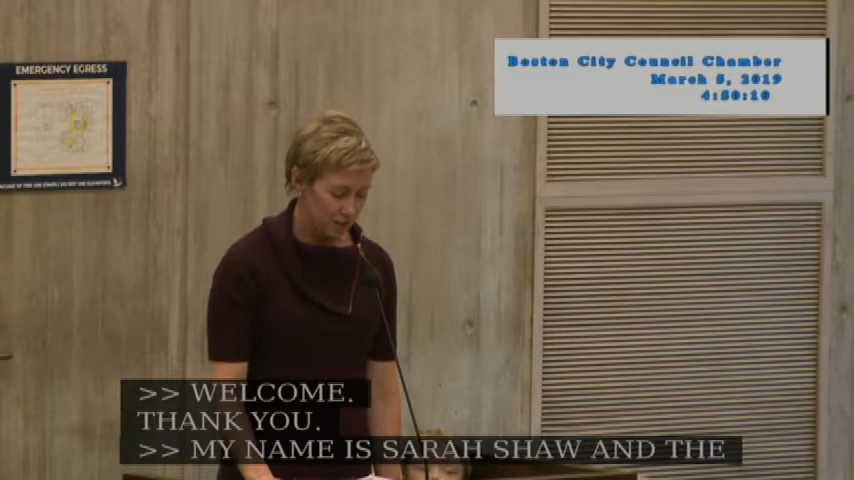 EMERGENCY EGRESS
Boston City Council Chamber
March 5, 2019
4:50:10
>> WELCOME.
THANK YOU.
>> MY NAME IS SARAH SHAW AND THE